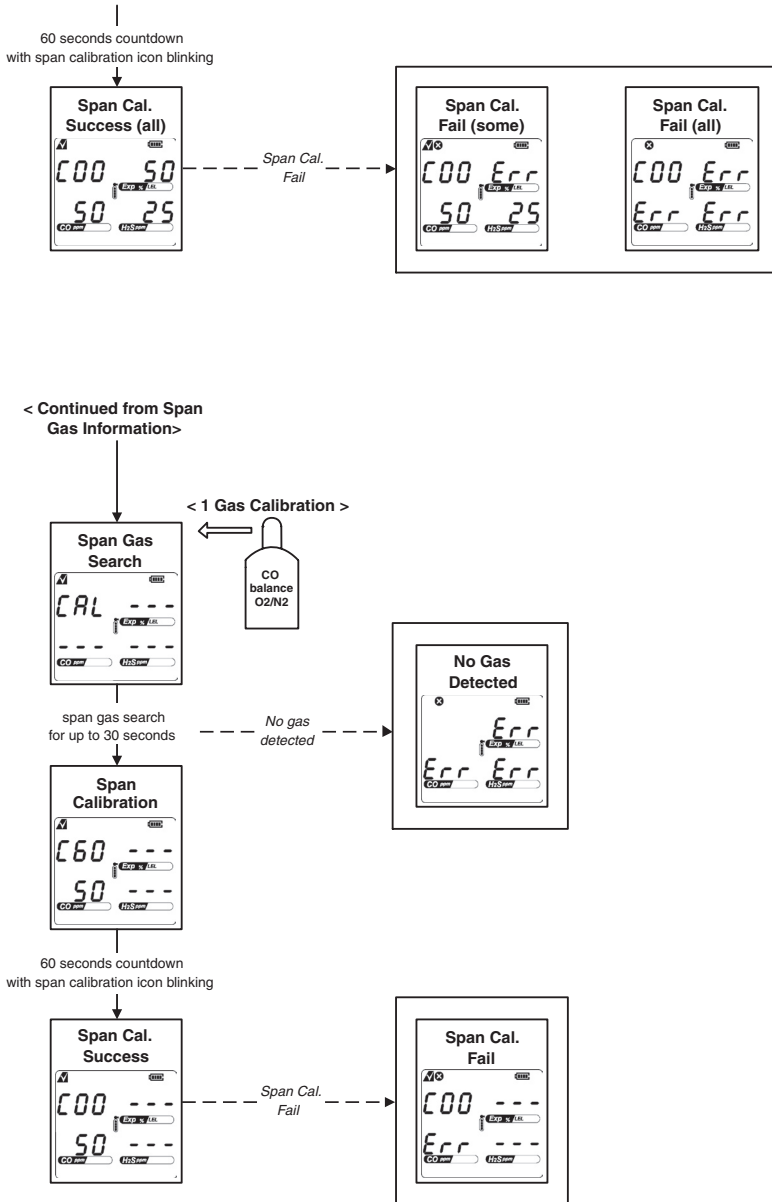 60 seconds countdown
with span calibration icon blinking
Span Cal.
Success (all)
C00 50
Exp % LEL
50 25
CO ppm H2S ppm
Span Cal.
Fail
Span Cal.
Fail (some)
C00 Err
Exp % LEL
50 25
CO ppm H2S ppm
Span Cal.
Fail (all)
C00 Err
Exp % LEL
Err Err
CO ppm H2S ppm
< Continued from Span
Gas Information>
< 1 Gas Calibration >
CO
balance
O2/N2
Span Gas
Search
CAL - - -
Exp % LEL
- - - - - -
CO ppm H2S ppm
span gas search
for up to 30 seconds
No gas
detected
No Gas
Detected
Err
Exp % LEL
Err Err
CO ppm H2S ppm
Span
Calibration
C60 - - -
Exp % LEL
50 - - -
CO ppm H2S ppm
60 seconds countdown
with span calibration icon blinking
Span Cal.
Success
C00 - - -
Exp % LEL
50 - - -
CO ppm H2S ppm
Span Cal.
Fail
Span Cal.
Fail
C00 - - -
Exp % LEL
Err - - -
CO ppm H2S ppm